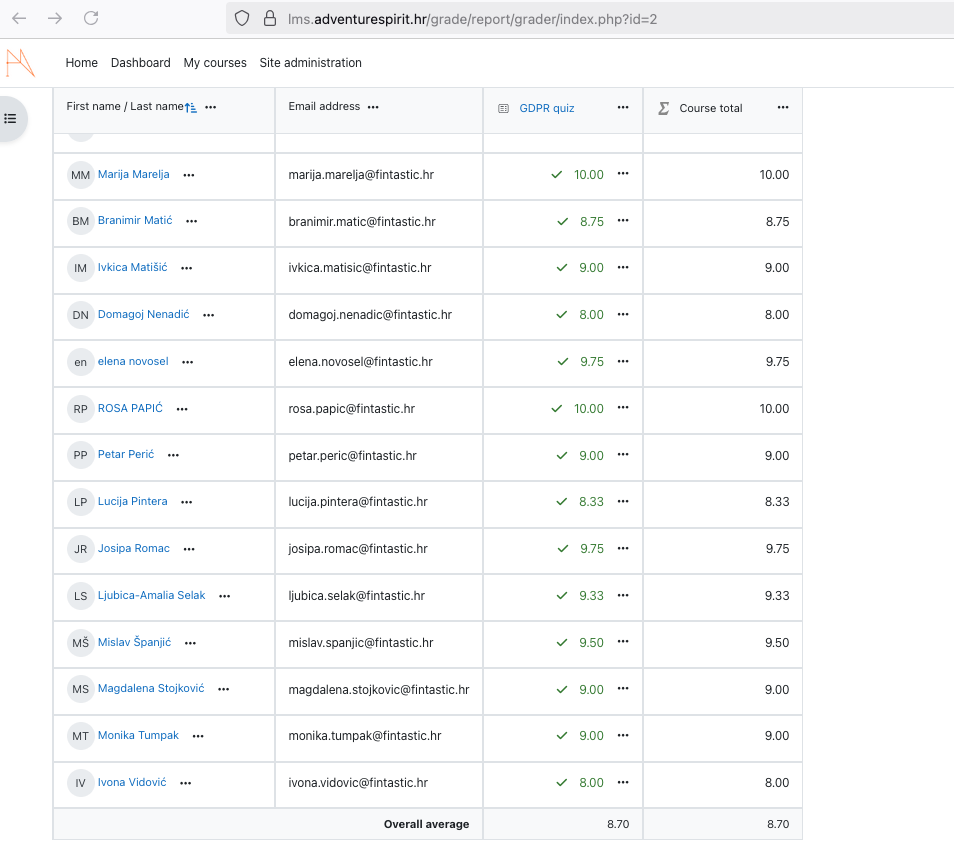 lms.adventurespirit.hr/grade/report/grader/index.php?id=2
Home Dashboard My courses Site administration
First name / Last name Email address GDPR quiz Course total
MM Marija Marelja marija.marelja@fintastic.hr 10.00 10.00
BM Branimir Matić branimir.matic@fintastic.hr 8.75 8.75
IM Ivkica Matišić ivkica.matisic@fintastic.hr 9.00 9.00
DN Domagoj Nenadić domagoj.nenadic@fintastic.hr 8.00 8.00
en elena novosel elena.novosel@fintastic.hr 9.75 9.75
RP ROSA PAPIĆ rosa.papic@fintastic.hr 10.00 10.00
PP Petar Perić petar.peric@fintastic.hr 9.00 9.00
LP Lucija Pintera lucija.pintera@fintastic.hr 8.33 8.33
JR Josipa Romac josipa.romac@fintastic.hr 9.75 9.75
LS Ljubica-Amalia Selak ljubica.selak@fintastic.hr 9.33 9.33
MŠ Mislav Španjić mislav.spanjic@fintastic.hr 9.50 9.50
MS Magdalena Stojković magdalena.stojkovic@fintastic.hr 9.00 9.00
MT Monika Tumpak monika.tumpak@fintastic.hr 9.00 9.00
IV Ivona Vidović ivona.vidovic@fintastic.hr 8.00 8.00
Overall average 8.70 8.70